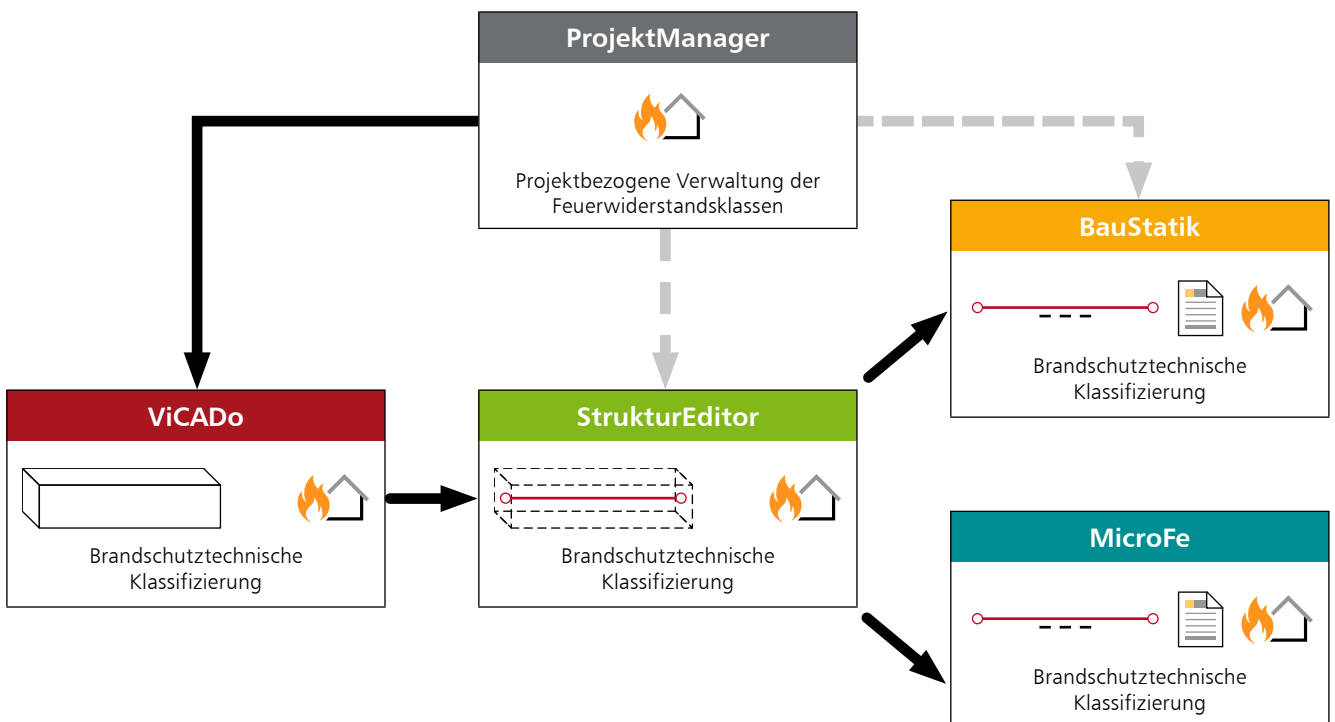 ProjektManager
Projektbezogene Verwaltung der
Feuerwiderstandsklassen
BauStatik
Brandschutztechnische
Klassifizierung
ViCADo
Brandschutztechnische
Klassifizierung
StrukturEditor
Brandschutztechnische
Klassifizierung
MicroFe
Brandschutztechnische
Klassifizierung